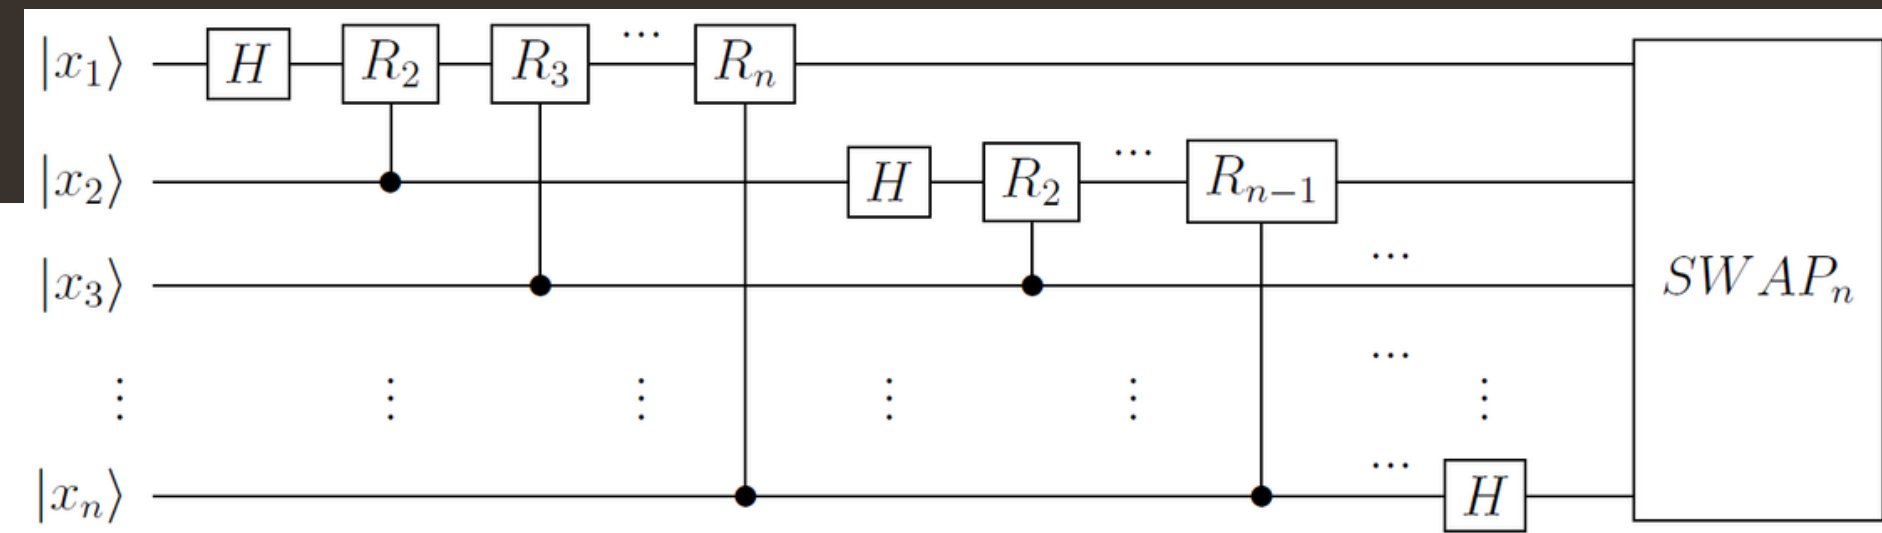 |x₁⟩ H R₂ R₃ ... Rₙ
|x₂⟩ H R₂ ... Rₙ₋₁
|x₃⟩ ... SWAPₙ
⋮ ⋮ ⋮ ⋮ ⋮ ... ⋮
|xₙ⟩ ... H